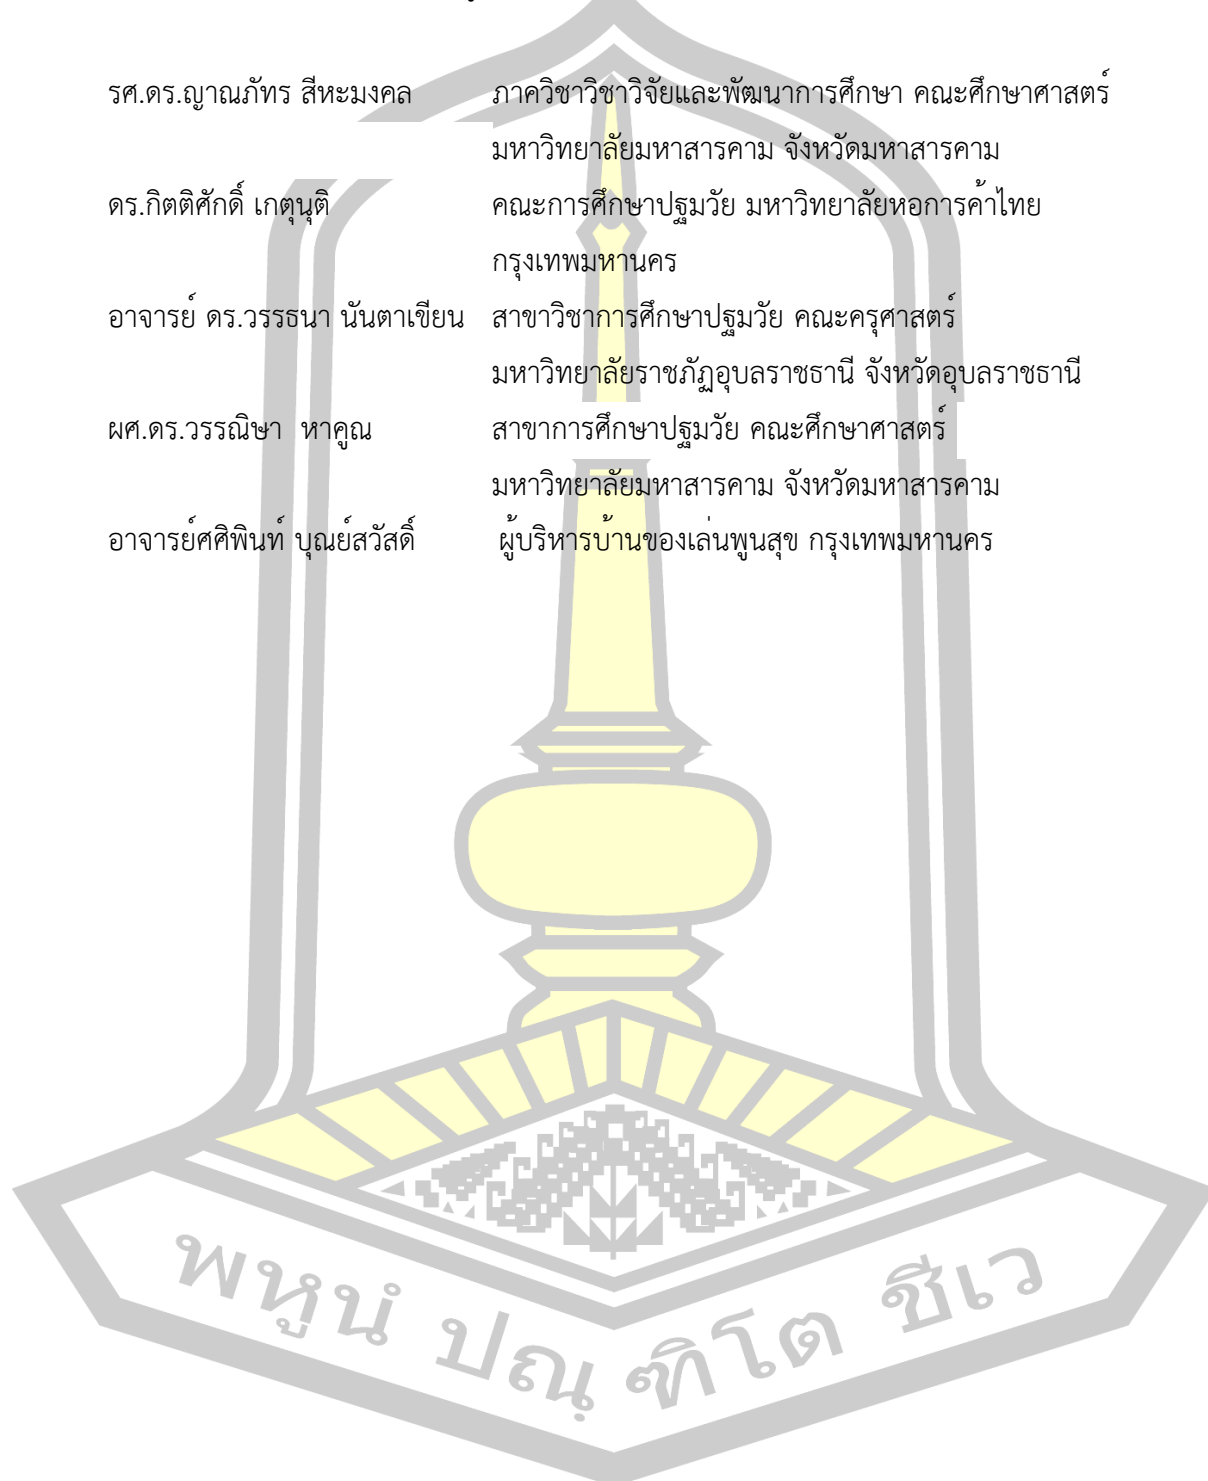 รศ.ดร.ญาณภัทร สีหะมงคล ภาควิชาวิชาวิจัยและพัฒนาการศึกษา คณะศึกษาศาสตร์
มหาวิทยาลัยมหาสารคาม จังหวัดมหาสารคาม
ดร.กิตติศักดิ์ เกตุนุติ คณะการศึกษาปฐมวัย มหาวิทยาลัยหอการค้าไทย
กรุงเทพมหานคร
อาจารย์ ดร.วรรธนา นันตาเขียน สาขาวิชาการศึกษาปฐมวัย คณะครุศาสตร์
มหาวิทยาลัยราชภัฏอุบลราชธานี จังหวัดอุบลราชธานี
ผศ.ดร.วรรณิษา หาคูณ สาขาการศึกษาปฐมวัย คณะศึกษาศาสตร์
มหาวิทยาลัยมหาสารคาม จังหวัดมหาสารคาม
อาจารย์ศศิพินท์ บุณย์สวัสดิ์ ผู้บริหารบ้านของเล่นพูนสุข กรุงเทพมหานคร
พหูนํ ปณฺฑิโต ชีเว